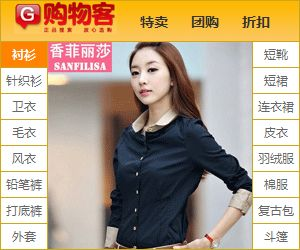 G 购物客
正品搜索 放心选购
特卖 团购 折扣
衬衫
针织衫
卫衣
毛衣
风衣
铅笔裤
打底裤
外套
香菲丽莎
SANFILISA
短靴
短裙
连衣裙
皮衣
羽绒服
棉服
复古包
斗篷